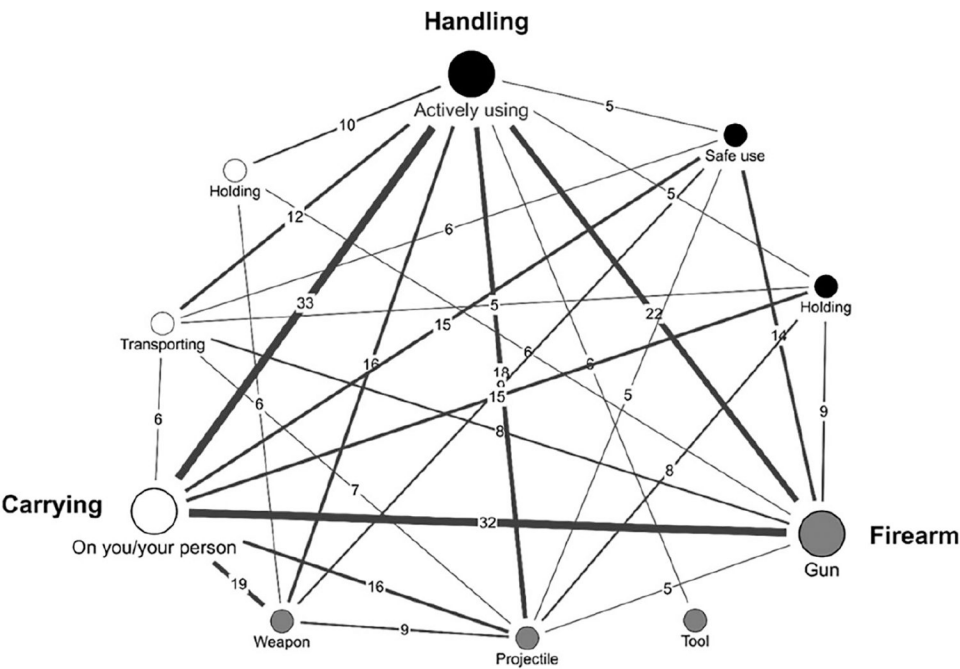 Handling
Actively using
5
10
Safe use
Holding
5
12
6
33
5
Holding
22
15
Transporting
14
6
16
6
18
9
15
5
6
9
6
8
8
7
Carrying
32
On you/your person
Firearm
Gun
19
16
5
9
Weapon
Tool
Projectile